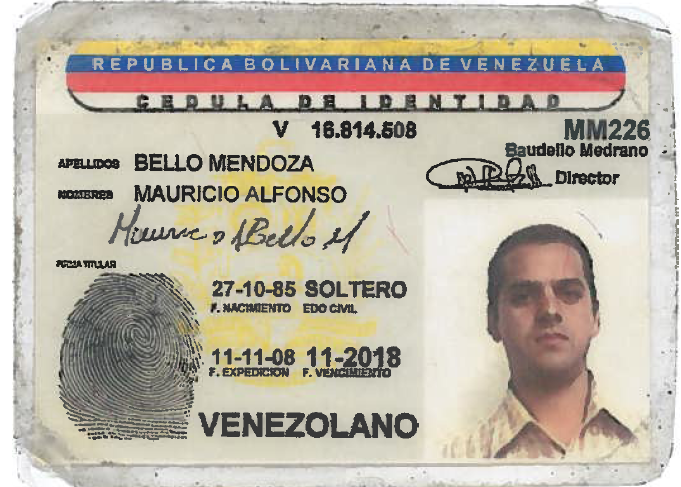 REPUBLICA BOLIVARIANA DE VENEZUELA
CEDULA DE IDENTIDAD
V 16.814.508
MM226
Baudelio Medrano
Director
APELLIDOS BELLO MENDOZA
NOMBRES MAURICIO ALFONSO
Mauricio A Bello M
FIRMA TITULAR
27-10-85 SOLTERO
F. NACIMIENTO EDO CIVIL
11-11-08 11-2018
F. EXPEDICION F. VENCIMIENTO
VENEZOLANO